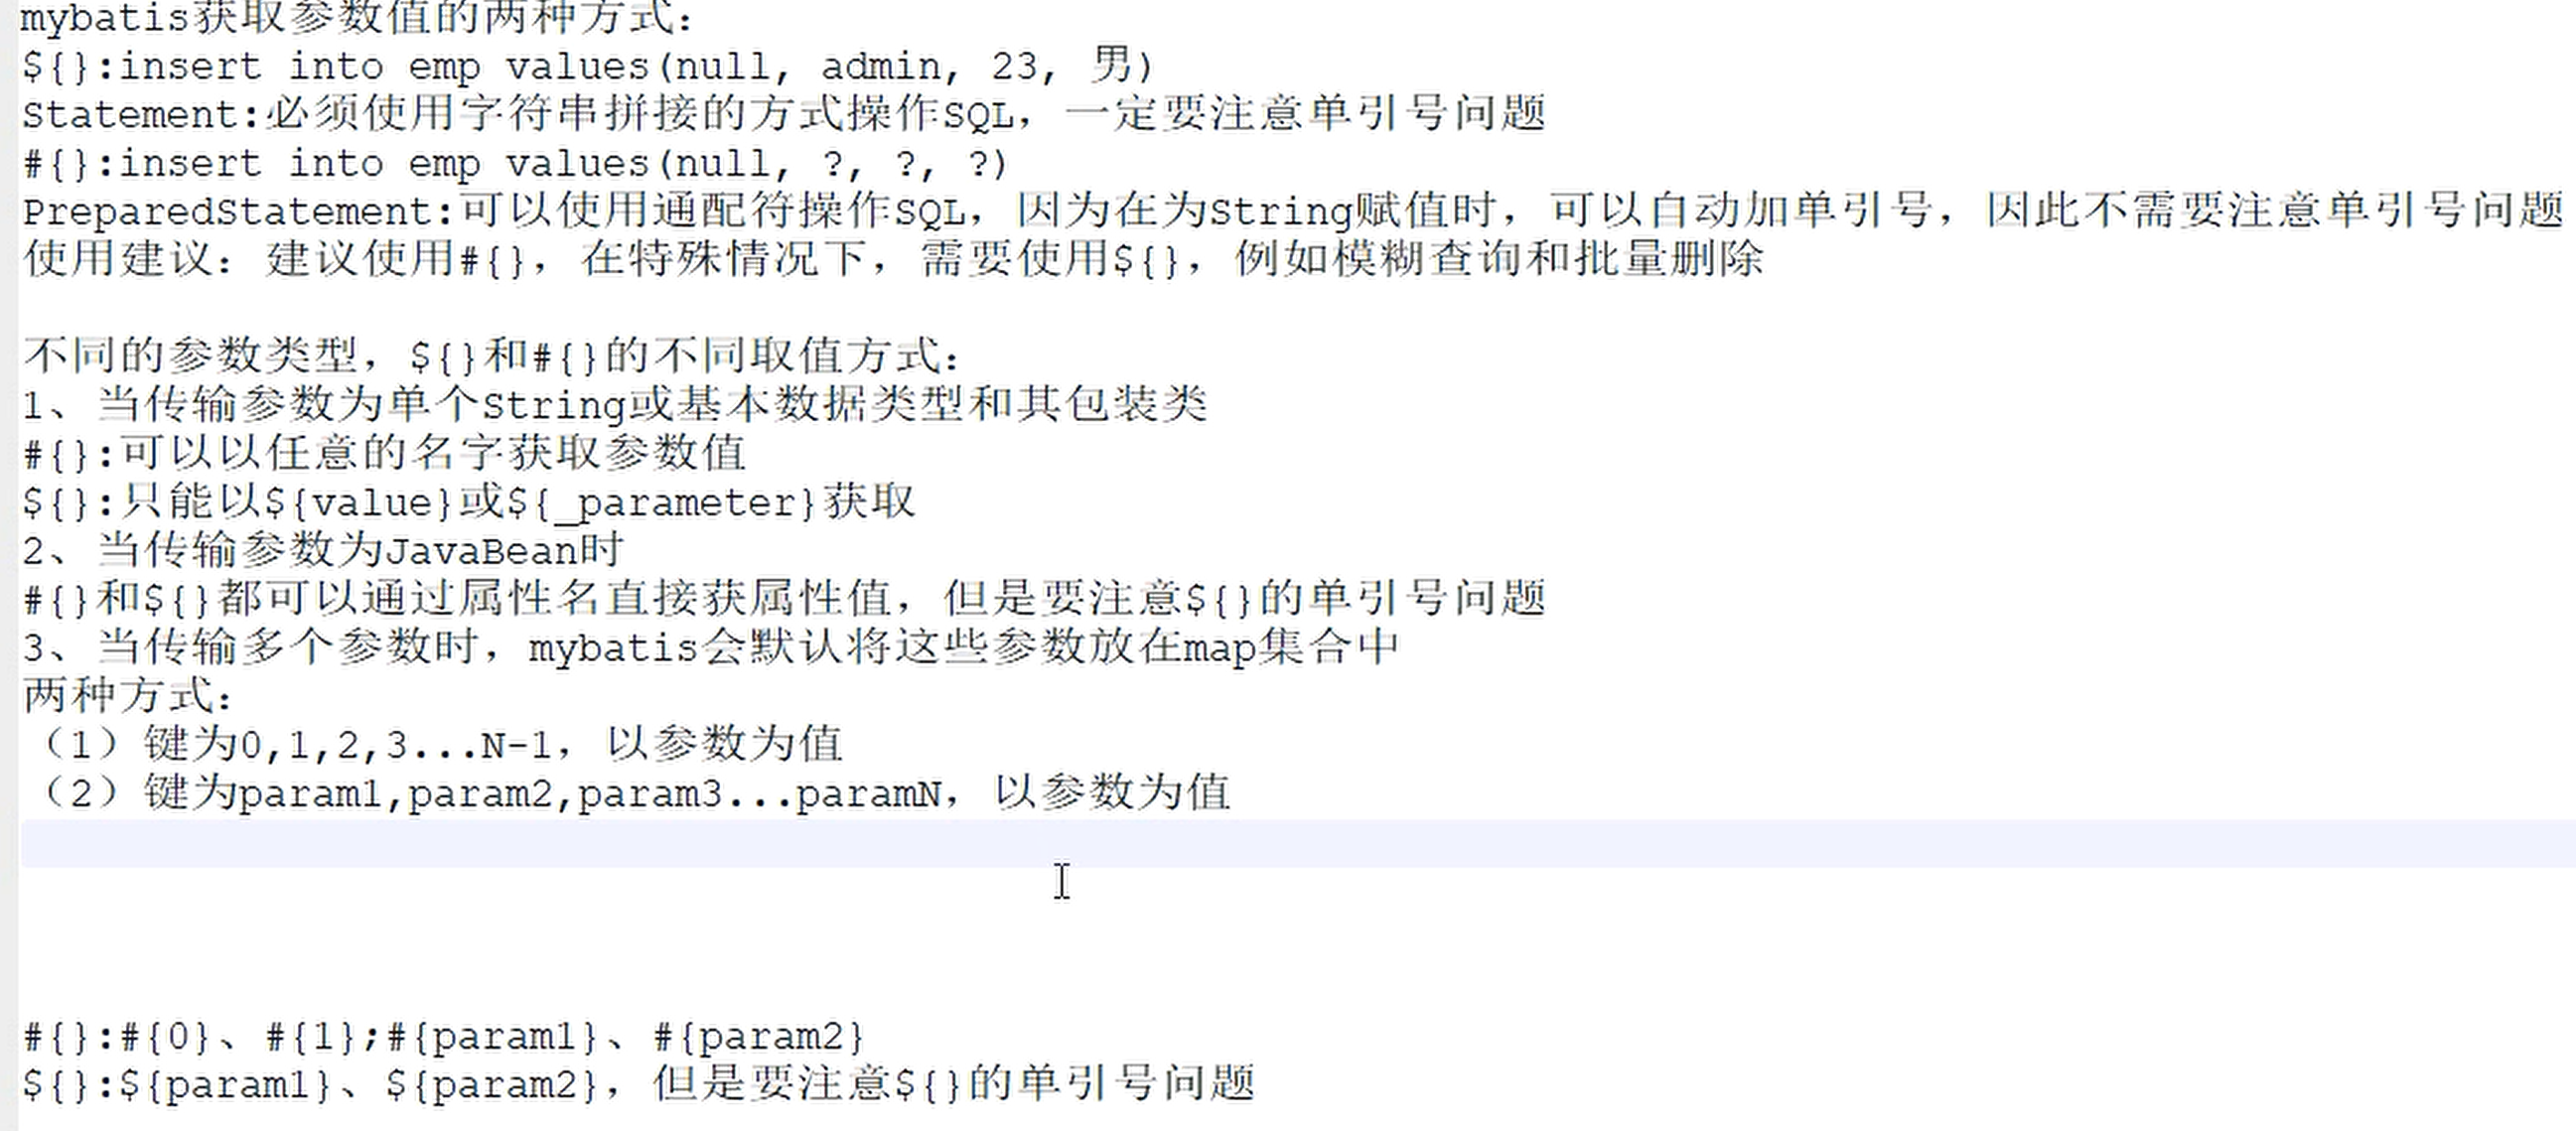 mybatis获取参数值的两种方式：
${}:insert into emp values(null, admin, 23, 男)
Statement:必须使用字符串拼接的方式操作SQL，一定要注意单引号问题
#{}:insert into emp values(null, ?, ?, ?)
PreparedStatement:可以使用通配符操作SQL，因为在为String赋值时，可以自动加单引号，因此不需要注意单引号问题
使用建议：建议使用#{}，在特殊情况下，需要使用${}，例如模糊查询和批量删除
不同的参数类型，${}和#{}的不同取值方式：
1、当传输参数为单个String或基本数据类型和其包装类
#{}:可以以任意的名字获取参数值
${}:只能以${value}或${_parameter}获取
2、当传输参数为JavaBean时
#{}和${}都可以通过属性名直接获属性值，但是要注意${}的单引号问题
3、当传输多个参数时，mybatis会默认将这些参数放在map集合中
两种方式：
（1）键为0,1,2,3...N-1，以参数为值
（2）键为param1,param2,param3...paramN，以参数为值
#{}:#{0}、#{1};#{param1}、#{param2}
${}:${param1}、${param2}，但是要注意${}的单引号问题